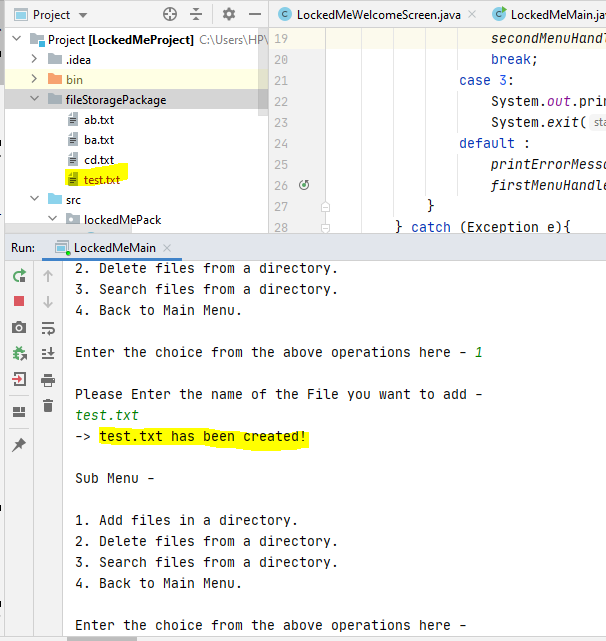 Project
LockedMeWelcomeScreen.java
LockedMeMain.ja
Project [LockedMeProject] C:\Users\HP\
.idea
bin
fileStoragePackage
ab.txt
ba.txt
cd.txt
test.txt
src
lockedMePack
19 secondMenuHandl
20 break;
21 case 3:
22 System.out.prin
23 System.exit( sta
24 default :
25 printErrorMessa
26 firstMenuHandle
27 }
28 } catch (Exception e){
Run: LockedMeMain
2. Delete files from a directory.
3. Search files from a directory.
4. Back to Main Menu.
Enter the choice from the above operations here - 1
Please Enter the name of the File you want to add -
test.txt
-> test.txt has been created!
Sub Menu -
1. Add files in a directory.
2. Delete files from a directory.
3. Search files from a directory.
4. Back to Main Menu.
Enter the choice from the above operations here -